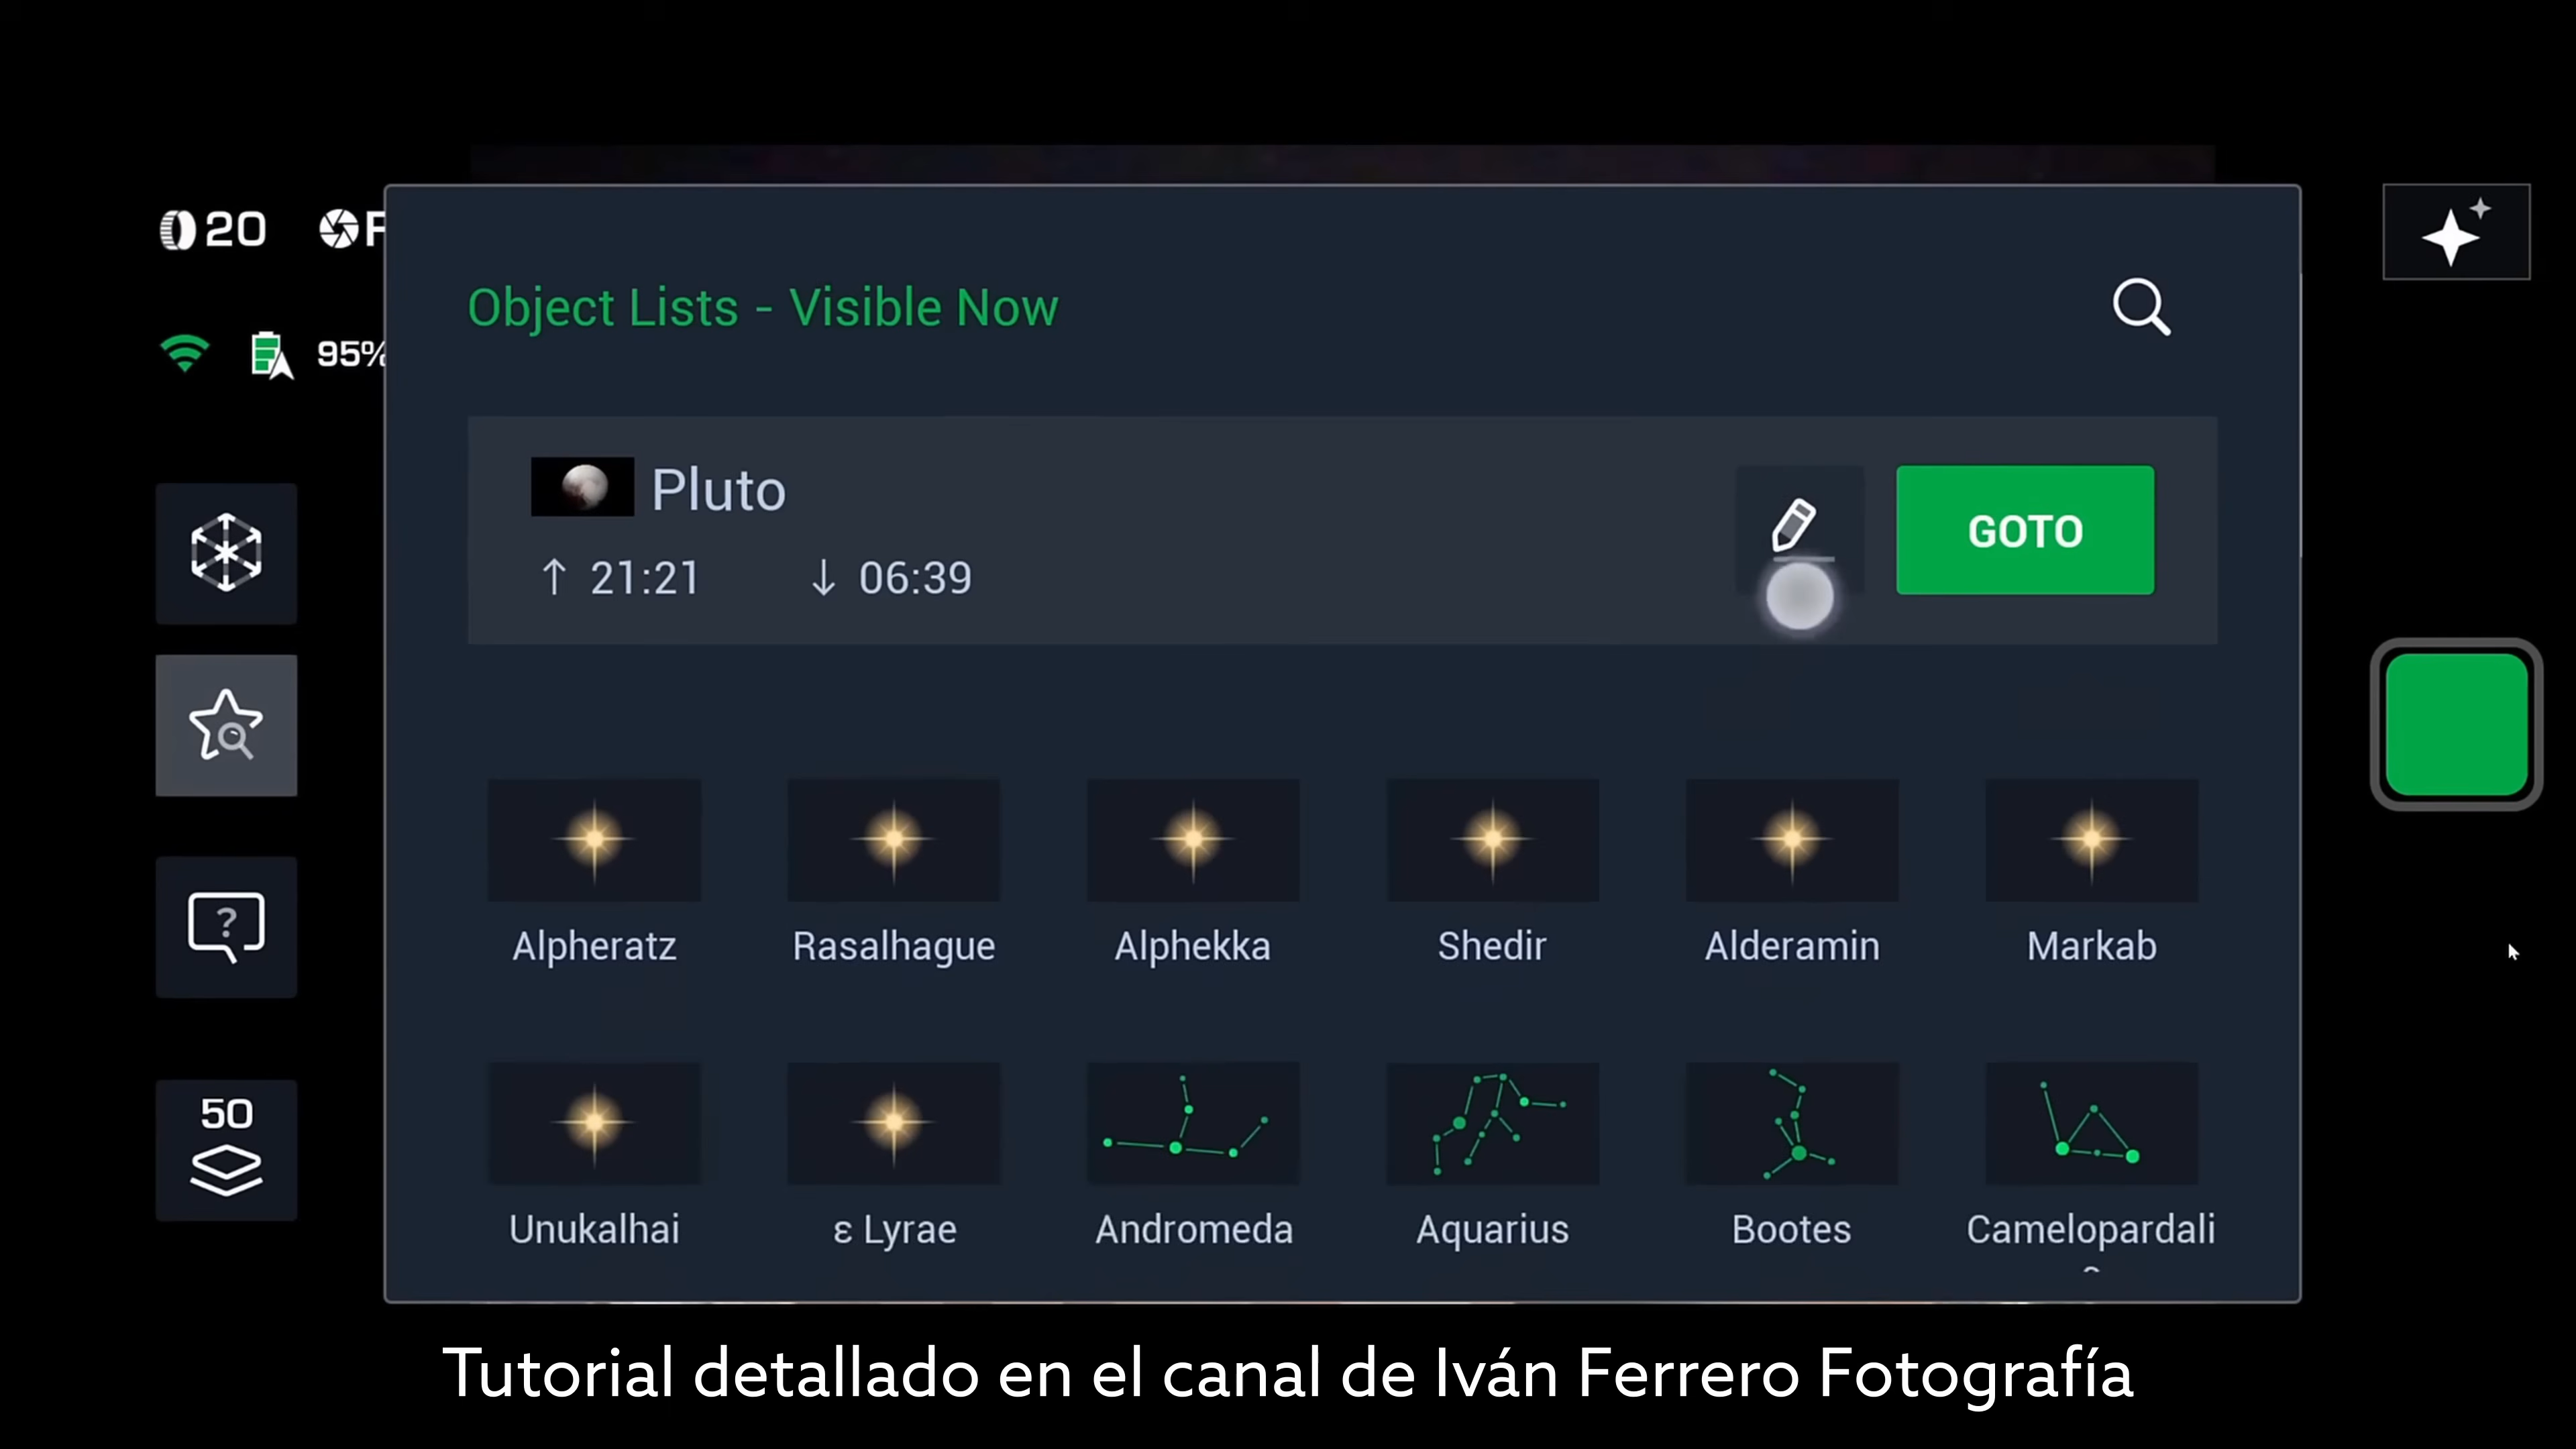 20
95%
Object Lists - Visible Now
Pluto
↑ 21:21 ↓ 06:39
GOTO
Alpheratz Rasalhague Alphekka Shedir Alderamin Markab
?
50
Unukalhai ε Lyrae Andromeda Aquarius Bootes Camelopardali
Tutorial detallado en el canal de Iván Ferrero Fotografía